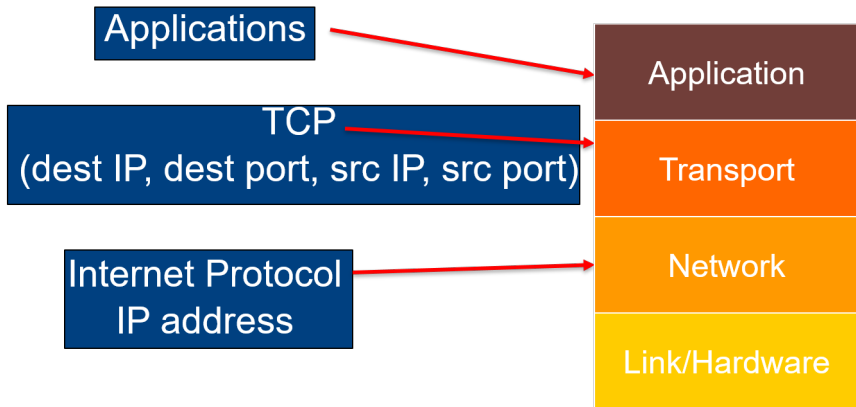 Applications
Application
TCP
(dest IP, dest port, src IP, src port)
Transport
Internet Protocol
IP address
Network
Link/Hardware